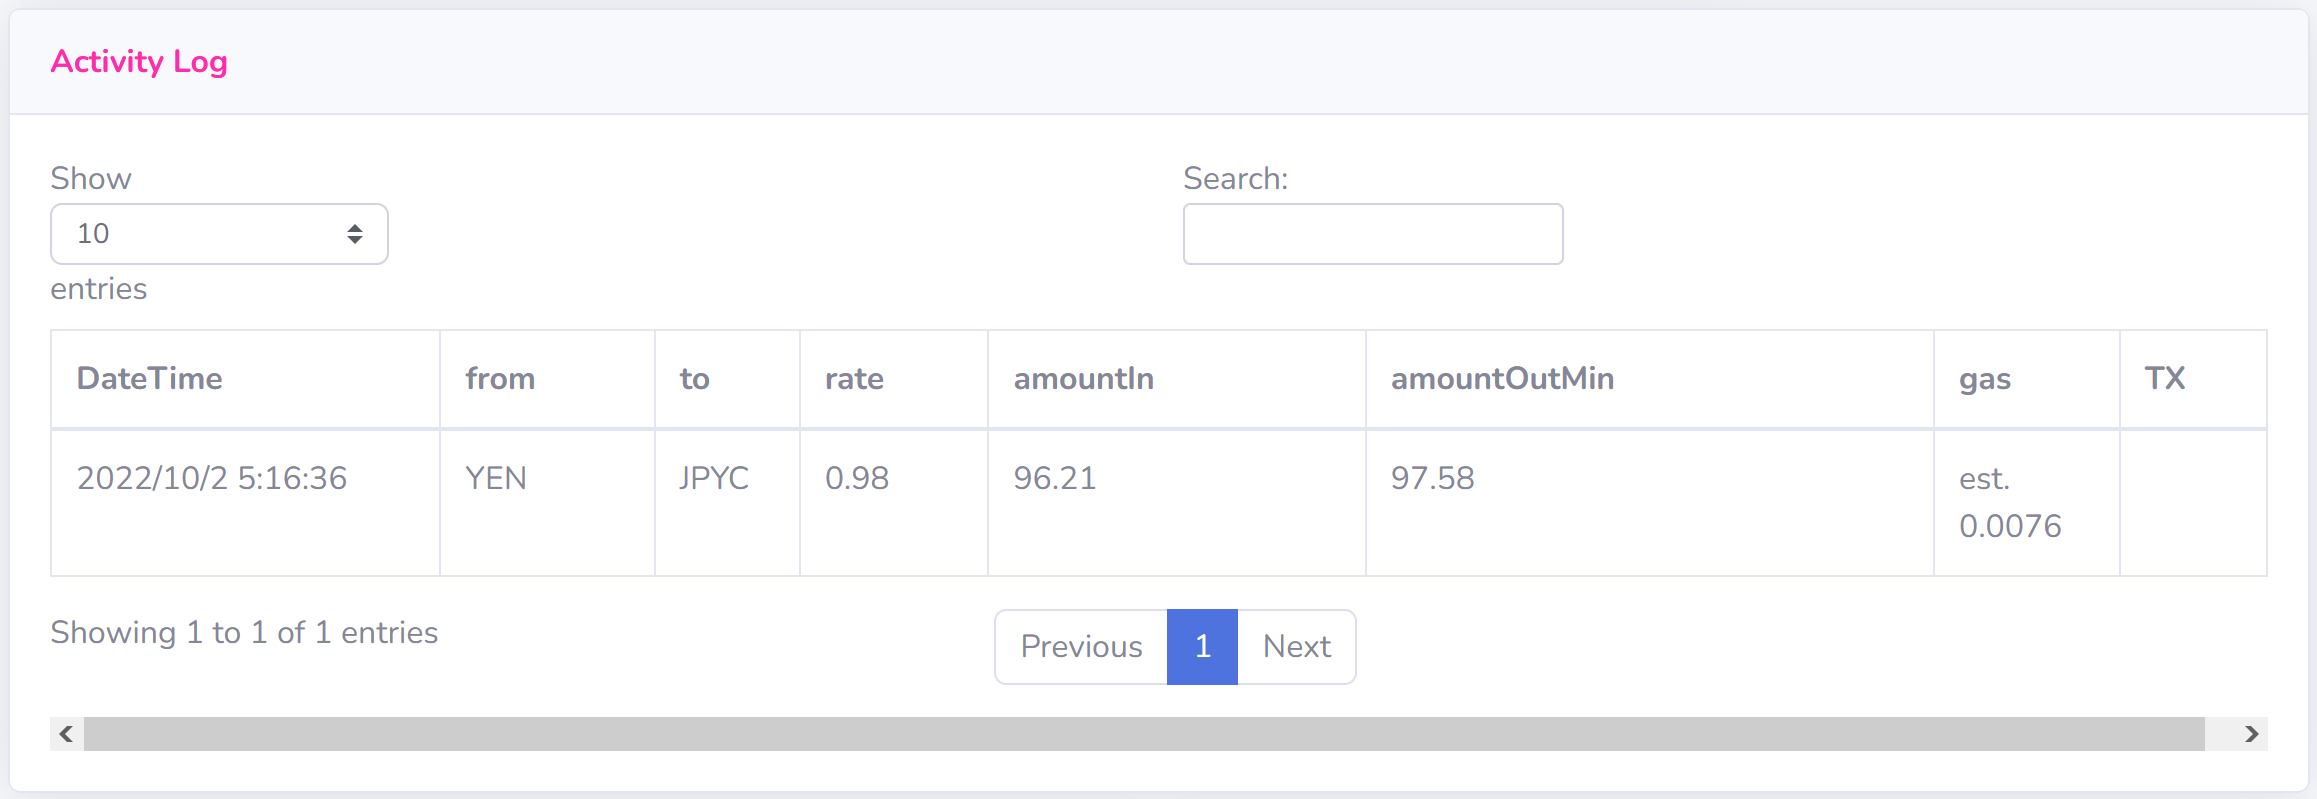 Activity Log
Show
Search:
10
entries
DateTime from to rate amountIn amountOutMin gas TX
2022/10/2 5:16:36 YEN JPYC 0.98 96.21 97.58 est.
0.0076
Showing 1 to 1 of 1 entries
Previous 1 Next